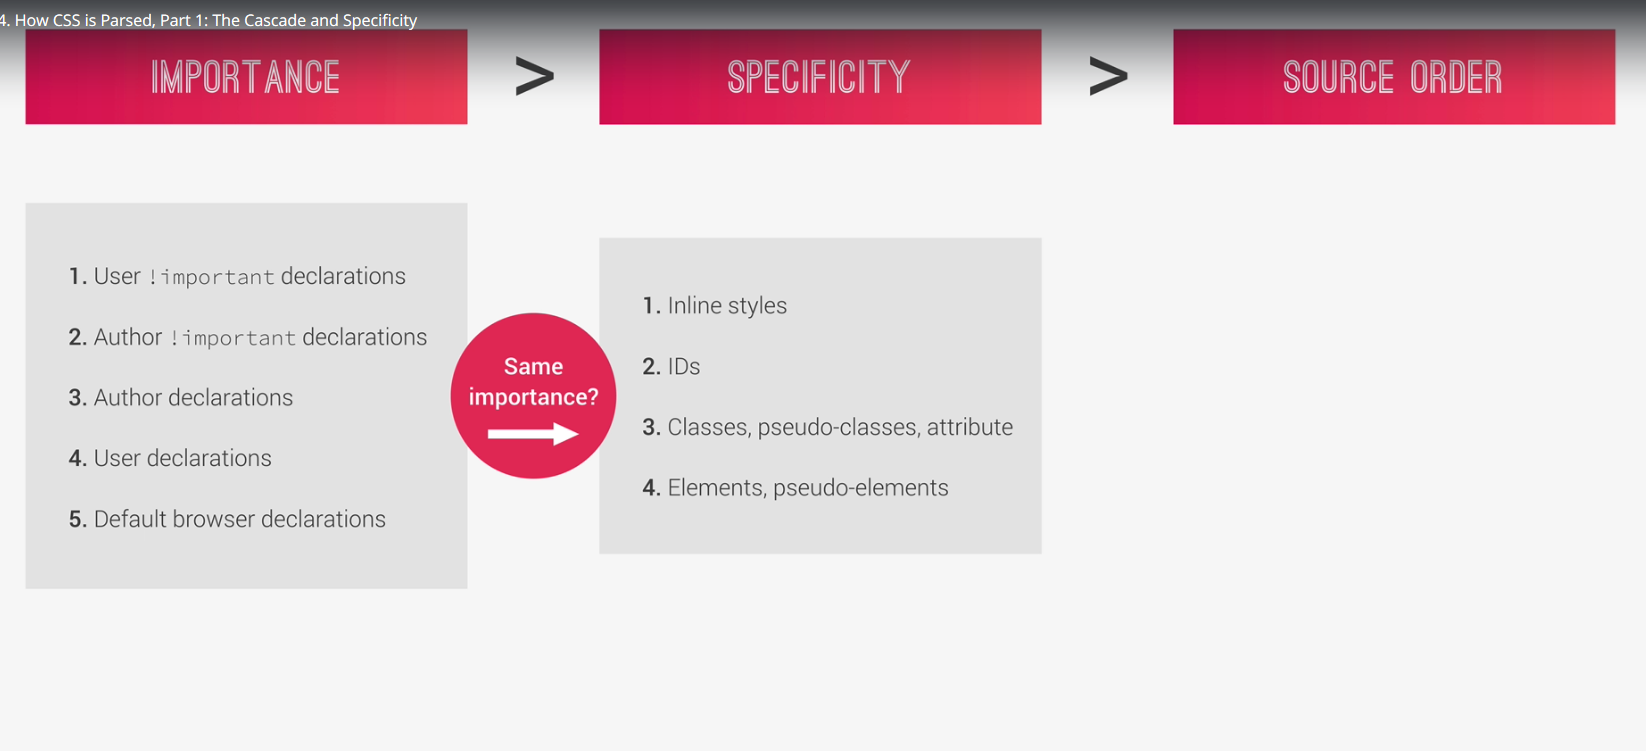 4. How CSS is Parsed, Part 1: The Cascade and Specificity
IMPORTANCE > SPECIFICITY > SOURCE ORDER
1. User !important declarations
2. Author !important declarations
3. Author declarations
4. User declarations
5. Default browser declarations
Same
importance?
1. Inline styles
2. IDs
3. Classes, pseudo-classes, attribute
4. Elements, pseudo-elements